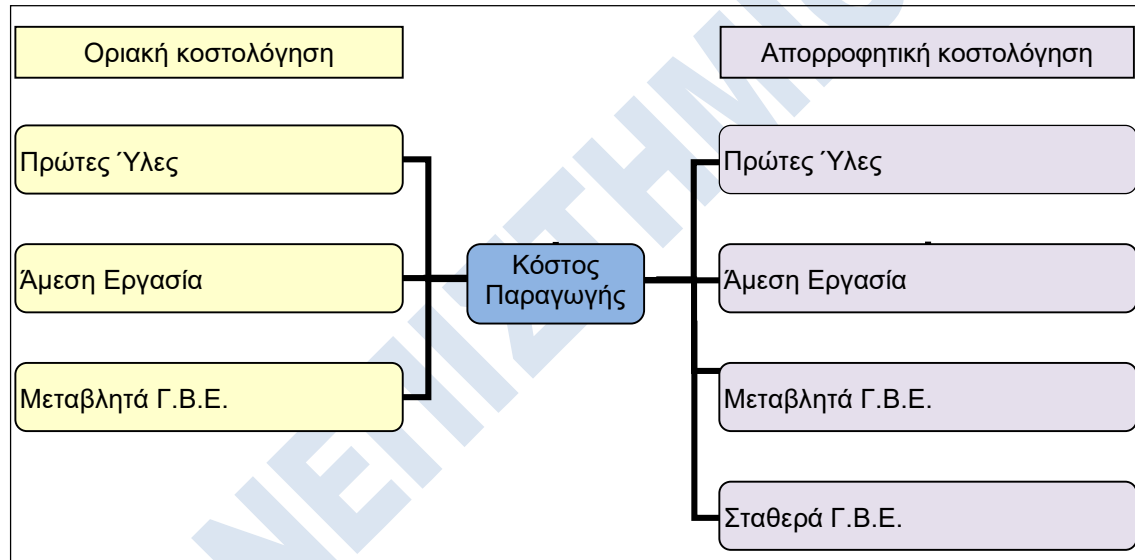 Οριακή κοστολόγηση
Απορροφητική κοστολόγηση
Πρώτες Ύλες
Πρώτες Ύλες
Άμεση Εργασία
Κόστος
Παραγωγής
Άμεση Εργασία
Μεταβλητά Γ.Β.Ε.
Μεταβλητά Γ.Β.Ε.
Σταθερά Γ.Β.Ε.